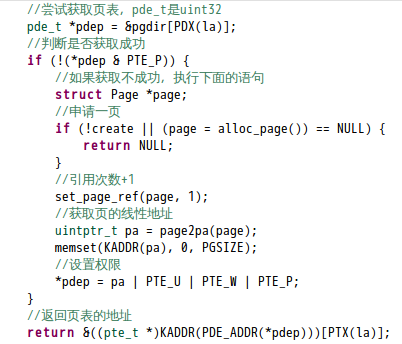 //尝试获取页表, pde_t是uint32
pde_t *pdep = &pgdir[PDX(la)];
//判断是否获取成功
if (!(*pdep & PTE_P)) {
//如果获取不成功, 执行下面的语句
struct Page *page;
//申请一页
if (!create || (page = alloc_page()) == NULL) {
return NULL;
}
//引用次数+1
set_page_ref(page, 1);
//获取页的线性地址
uintptr_t pa = page2pa(page);
memset(KADDR(pa), 0, PGSIZE);
//设置权限
*pdep = pa | PTE_U | PTE_W | PTE_P;
}
//返回页表的地址
return &((pte_t *)KADDR(PDE_ADDR(*pdep)))[PTX(la)];